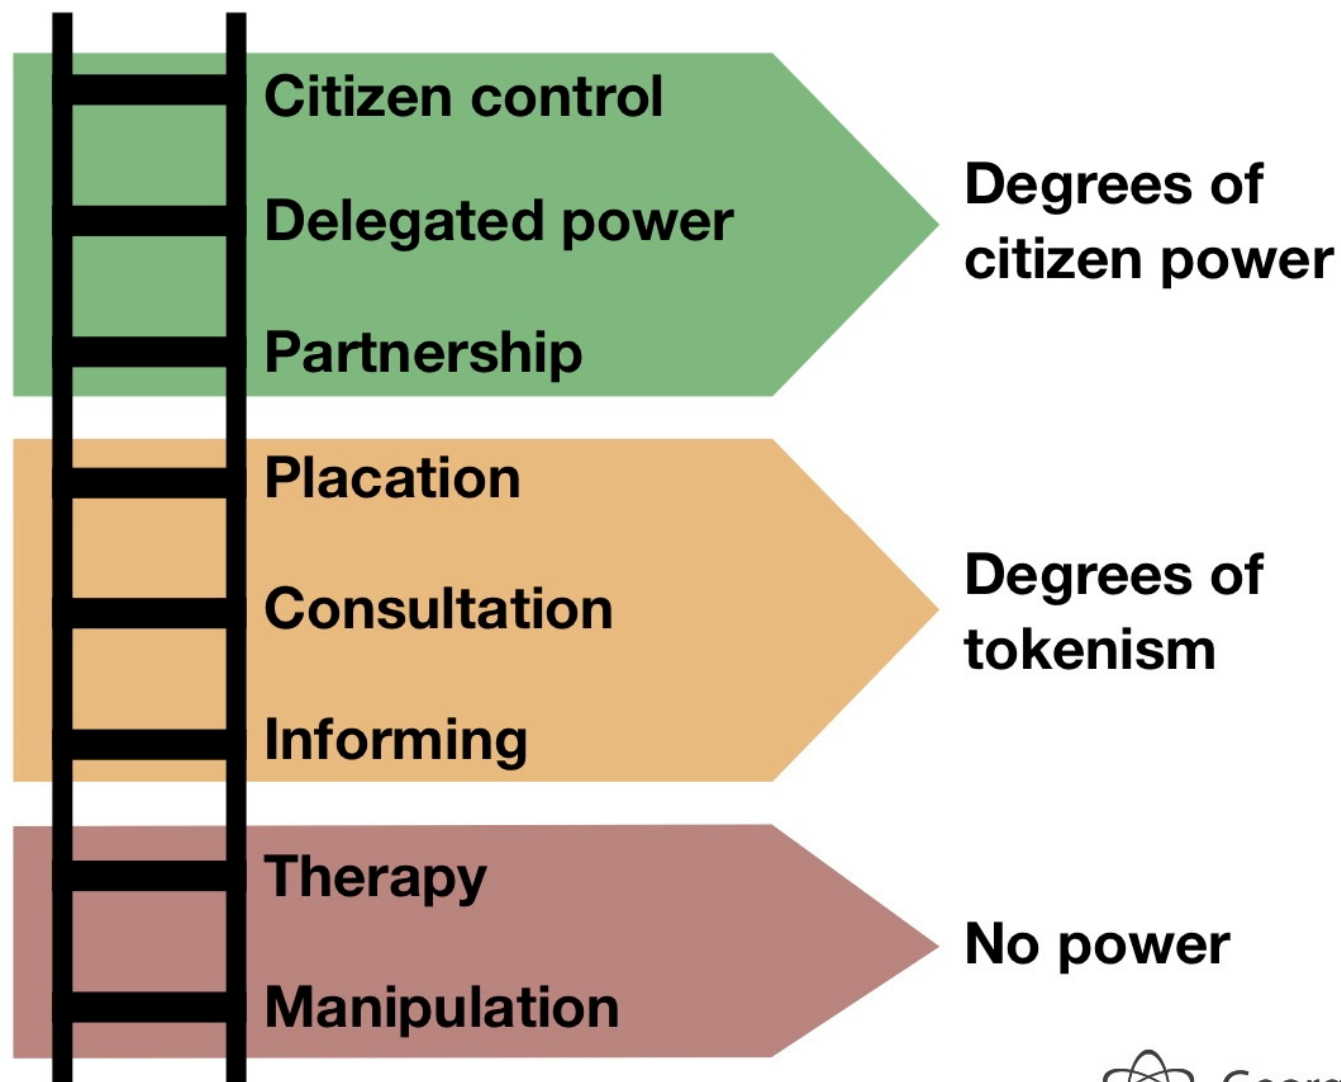 Citizen control
Delegated power
Partnership
Degrees of
citizen power
Placation
Consultation
Informing
Degrees of
tokenism
Therapy
Manipulation
No power